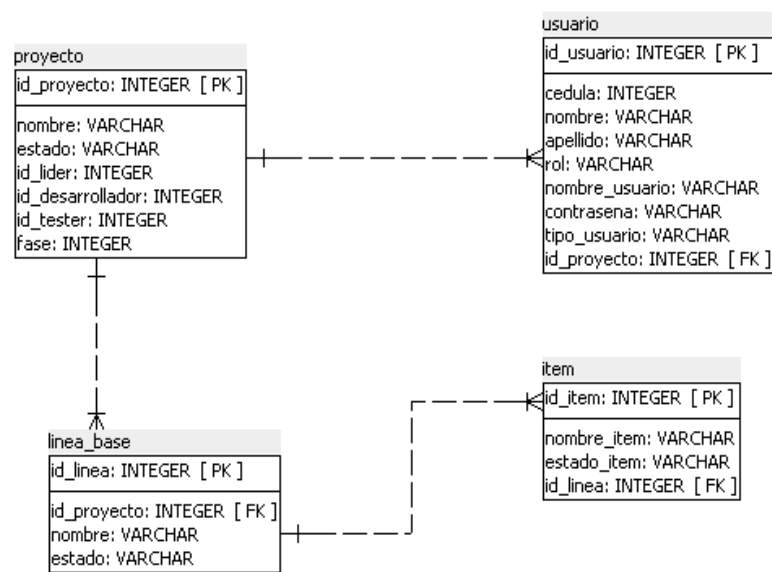 proyecto
id_proyecto: INTEGER [ PK ]
nombre: VARCHAR
estado: VARCHAR
id_lider: INTEGER
id_desarrollador: INTEGER
id_tester: INTEGER
fase: INTEGER
usuario
id_usuario: INTEGER [ PK ]
cedula: INTEGER
nombre: VARCHAR
apellido: VARCHAR
rol: VARCHAR
nombre_usuario: VARCHAR
contrasena: VARCHAR
tipo_usuario: VARCHAR
id_proyecto: INTEGER [ FK ]
linea_base
id_linea: INTEGER [ PK ]
id_proyecto: INTEGER [ FK ]
nombre: VARCHAR
estado: VARCHAR
item
id_item: INTEGER [ PK ]
nombre_item: VARCHAR
estado_item: VARCHAR
id_linea: INTEGER [ FK ]